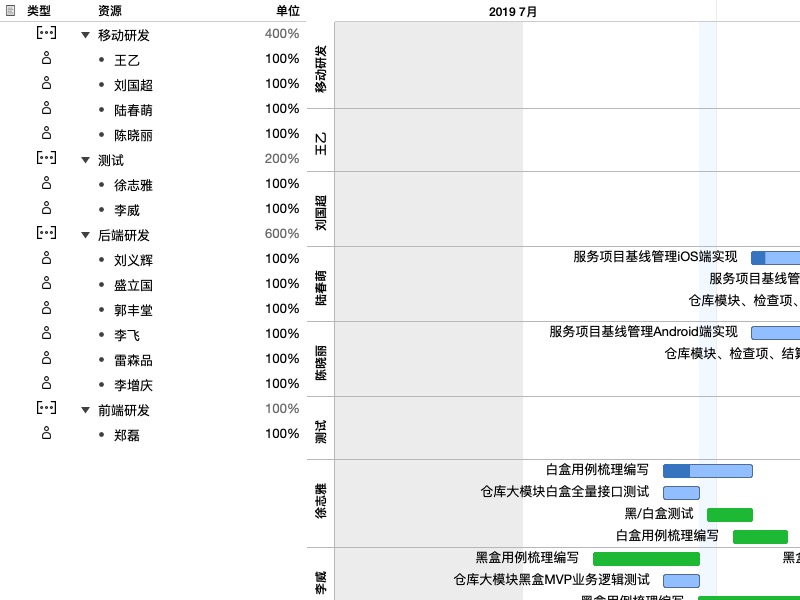 类型 资源 单位
移动研发 400%
王乙 100%
刘国超 100%
陆春萌 100%
陈晓丽 100%
测试 200%
徐志雅 100%
李威 100%
后端研发 600%
刘义辉 100%
盛立国 100%
郭丰堂 100%
李飞 100%
雷森品 100%
李增庆 100%
前端研发 100%
郑磊 100%
2019 7月
移动研发
王乙
刘国超
陆春萌
服务项目基线管理iOS端实现
服务项目基线管
仓库模块、检查项、
陈晓丽
服务项目基线管理Android端实现
仓库模块、检查项、结算
测试
徐志雅
白盒用例梳理编写
仓库大模块白盒全量接口测试
黑/白盒测试
白盒用例梳理编写
李威
黑盒用例梳理编写
仓库大模块黑盒MVP业务逻辑测试
黑盒用例梳理编写